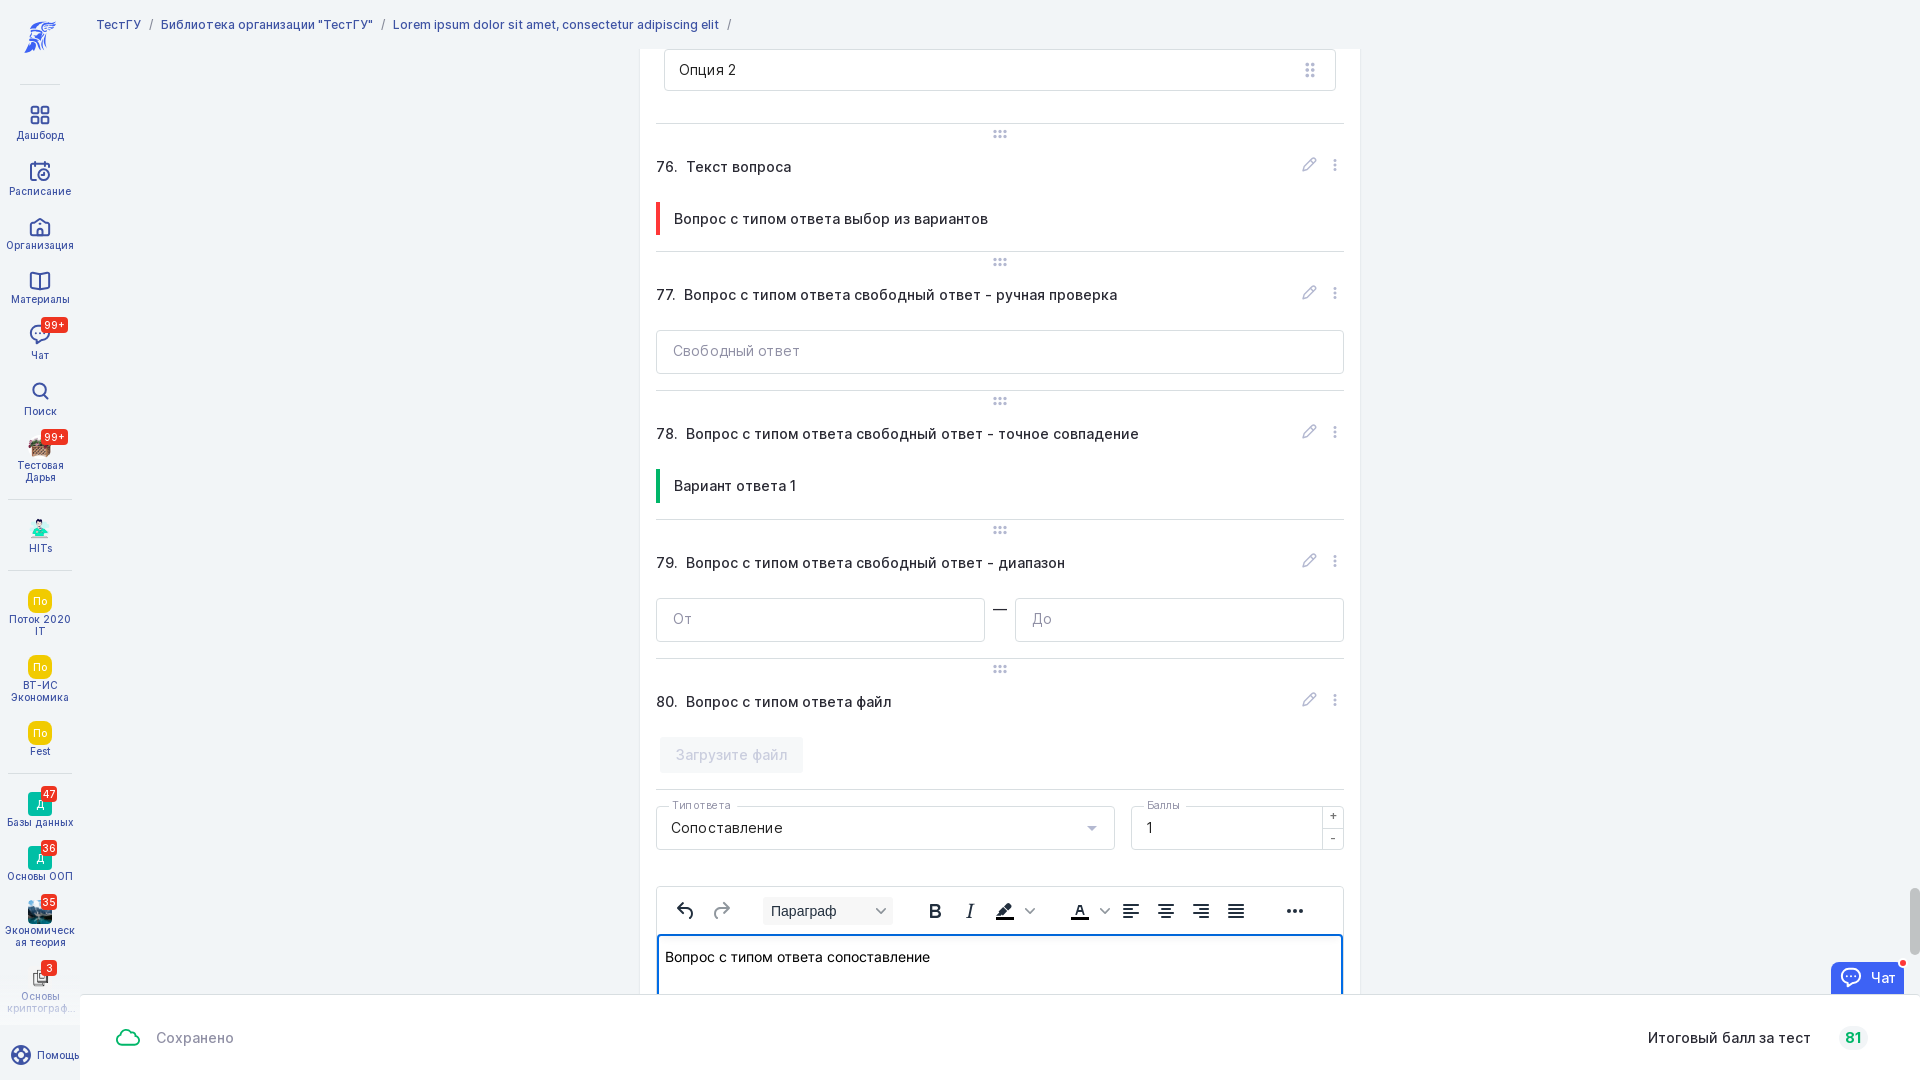 ТестГУ / Библиотека организации "ТестГУ" / Lorem ipsum dolor sit amet, consectetur adipiscing elit /
Дашборд
Расписание
Организация
Материалы
99+
Чат
Поиск
99+
Тестовая
Дарья
HITs
По
Поток 2020
IT
По
ВТ-ИС
Экономика
По
Fest
47
Д
Базы данных
36
Д
Основы ООП
35
Экономическ
ая теория
3
Основы
криптограф...
Помощь
Опция 2
76. Текст вопроса
Вопрос с типом ответа выбор из вариантов
77. Вопрос с типом ответа свободный ответ - ручная проверка
Свободный ответ
78. Вопрос с типом ответа свободный ответ - точное совпадение
Вариант ответа 1
79. Вопрос с типом ответа свободный ответ - диапазон
От — До
80. Вопрос с типом ответа файл
Загрузите файл
Тип ответа
Сопоставление
Баллы
1
+
-
Параграф
Вопрос с типом ответа сопоставление
Чат
Сохранено
Итоговый балл за тест 81